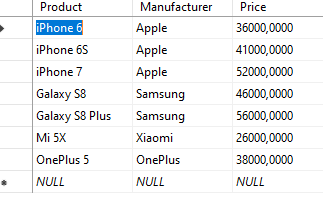 Product Manufacturer Price
iPhone 6 Apple 36000,0000
iPhone 6S Apple 41000,0000
iPhone 7 Apple 52000,0000
Galaxy S8 Samsung 46000,0000
Galaxy S8 Plus Samsung 56000,0000
Mi 5X Xiaomi 26000,0000
OnePlus 5 OnePlus 38000,0000
NULL NULL NULL